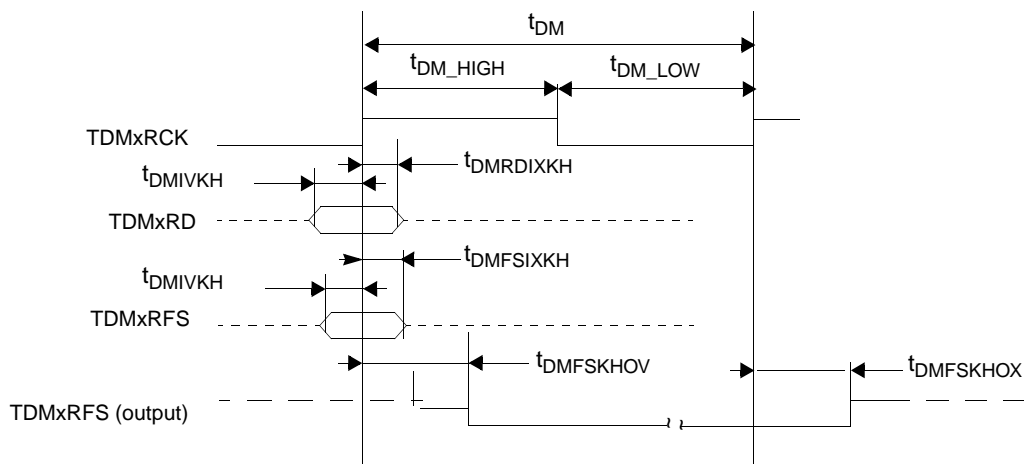 tDM
tDM_HIGH
tDM_LOW
TDMxRCK
tDMRDIXKH
tDMIVKH
TDMxRD
tDMFSIXKH
tDMIVKH
TDMxRFS
tDMFSKHOV
tDMFSKHOX
TDMxRFS (output)